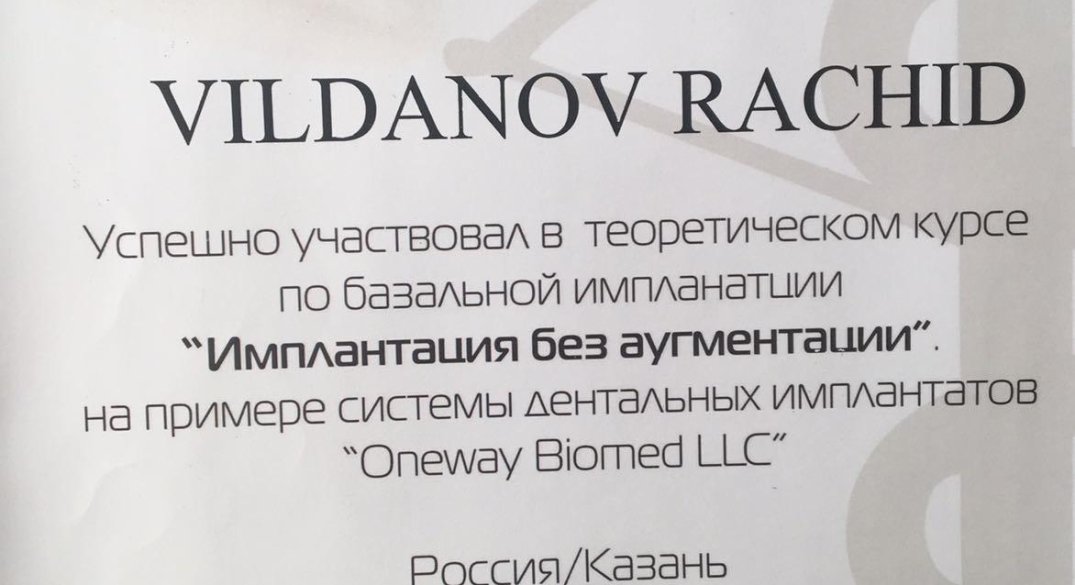 VILDANOV RACHID
Успешно участвовал в теоретическом курсе
по базальной импланатции
“Имплантация без аугментации”.
на примере системы дентальных имплантатов
“Oneway Biomed LLC”
Россия/Казань